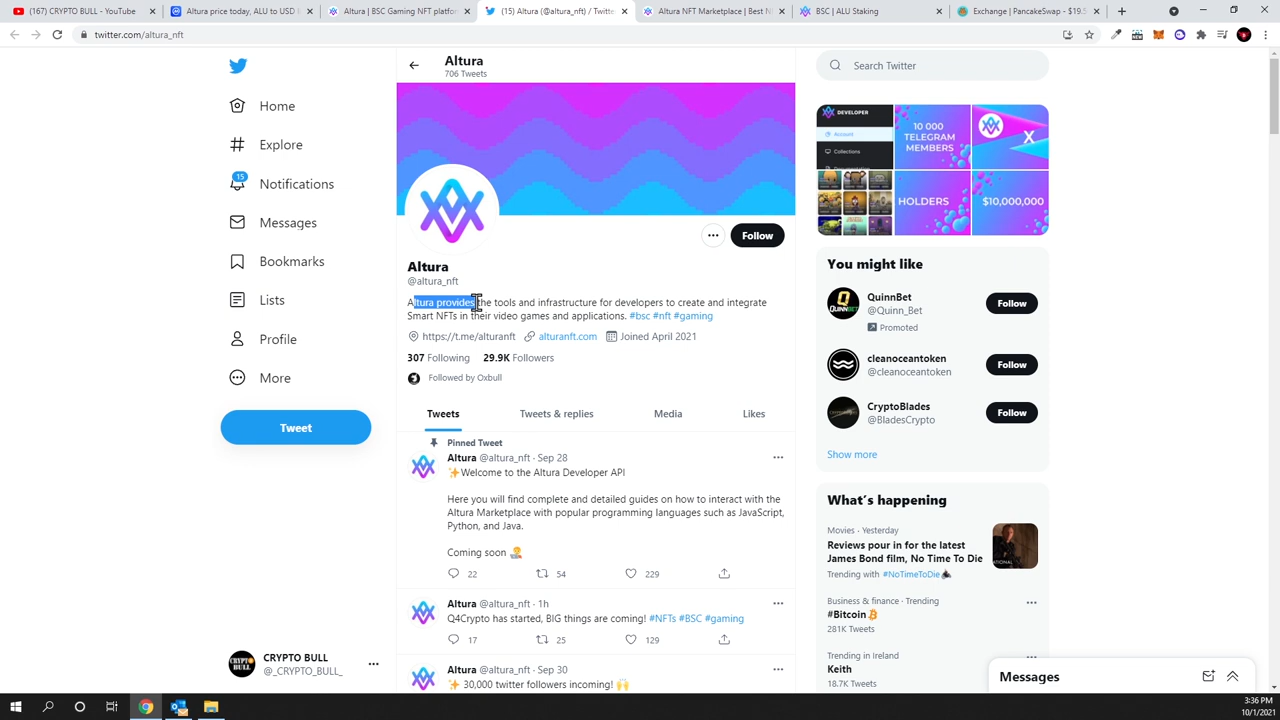 (167) CRYPTO BULL - YouTube
Altura price today, ALU to USD l
Altura | BSC Gaming NFT platfor
(15) Altura (@altura_nft) / Twitte
Altura NFT Marketplace | Best N
BSC | ALU Staking
Exchange | PancakeSwap - $19.5
twitter.com/altura_nft
Home
Explore
15
Notifications
Messages
Bookmarks
Lists
Profile
More
Tweet
CRYPTO BULL
@_CRYPTO_BULL_
Altura
706 Tweets
Follow
Altura
@altura_nft
Altura provides the tools and infrastructure for developers to create and integrate
Smart NFTs in their video games and applications. #bsc #nft #gaming
https://t.me/alturanft alturanft.com Joined April 2021
307 Following 29.9K Followers
Followed by Oxbull
Tweets Tweets & replies Media Likes
Pinned Tweet
Altura @altura_nft · Sep 28
✨Welcome to the Altura Developer API
Here you will find complete and detailed guides on how to interact with the
Altura Marketplace with popular programming languages such as JavaScript,
Python, and Java.
Coming soon
22 54 229
Altura @altura_nft · 1h
Q4Crypto has started, BIG things are coming! #NFTs #BSC #gaming
17 25 129
Altura @altura_nft · Sep 30
✨ 30,000 twitter followers incoming! 🙌
Search Twitter
DEVELOPER
Account
Collections
10 000
TELEGRAM
MEMBERS
X
HOLDERS
$10,000,000
You might like
QuinnBet
@Quinn_Bet
Promoted
Follow
cleanoceantoken
@cleanoceantoken
Follow
CryptoBlades
@BladesCrypto
Follow
Show more
What's happening
Movies · Yesterday
Reviews pour in for the latest
James Bond film, No Time To Die
Trending with #NoTimeToDie
Business & finance · Trending
#Bitcoin
281K Tweets
Trending in Ireland
Keith
18.7K Tweets
Messages
3:36 PM
10/1/2021